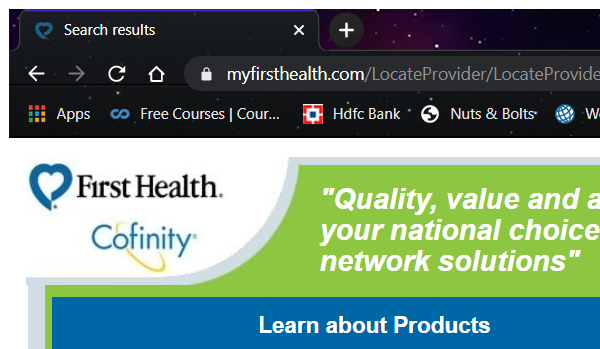 Search results
myfirsthealth.com/LocateProvider/LocateProvide
Apps Free Courses | Cour... Hdfc Bank Nuts & Bolts
First Health.
Cofinity
"Quality, value and a
your national choice
network solutions"
Learn about Products